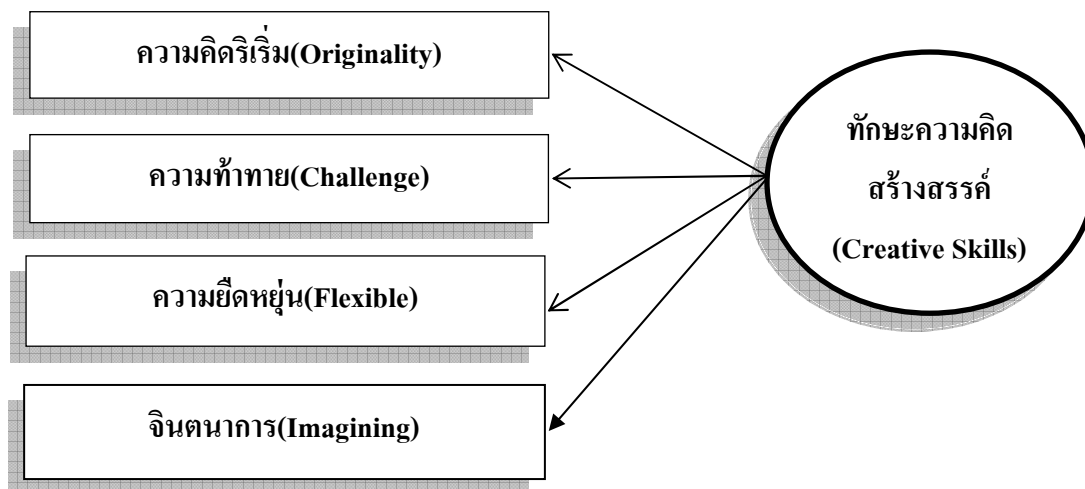 ความคิดริเริ่ม(Originality)
ความท้าทาย(Challenge)
ความยืดหยุ่น(Flexible)
จินตนาการ(Imagining)
ทักษะความคิด
สร้างสรรค์
(Creative Skills)